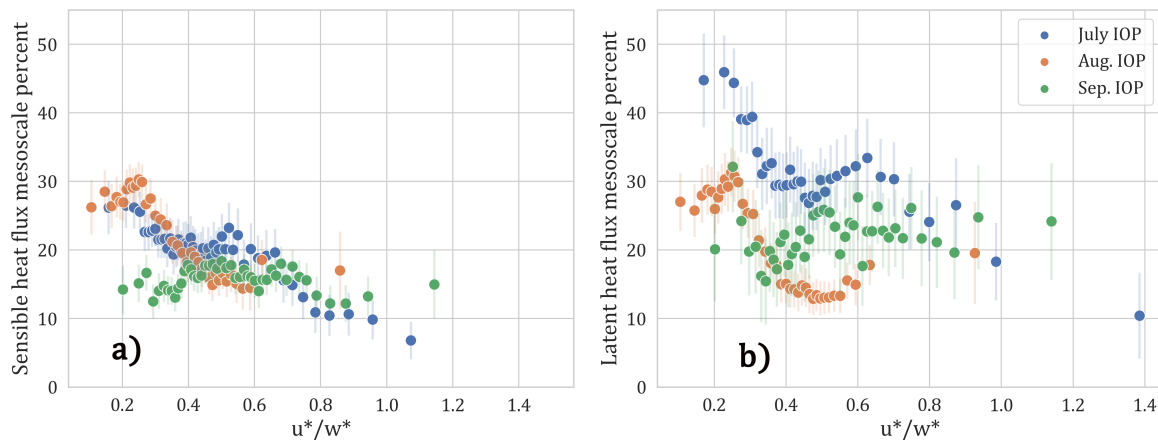 Sensible heat flux mesoscale percent
50
40
30
20
10
0
a)
0.2 0.4 0.6 0.8 1.0 1.2 1.4
u*/w*
Latent heat flux mesoscale percent
50
40
30
20
10
0
July IOP
Aug. IOP
Sep. IOP
b)
0.2 0.4 0.6 0.8 1.0 1.2 1.4
u*/w*